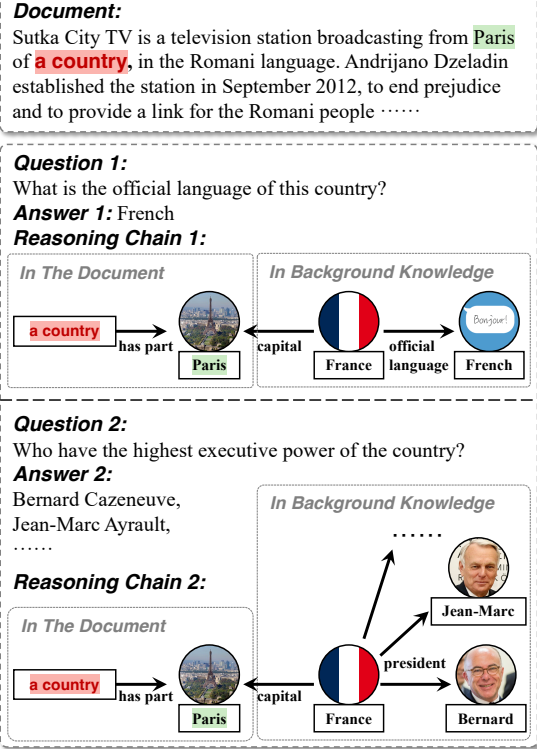 Document:
Sutka City TV is a television station broadcasting from Paris
of a country, in the Romani language. Andrijano Dzeladin
established the station in September 2012, to end prejudice
and to provide a link for the Romani people ······
Question 1:
What is the official language of this country?
Answer 1: French
Reasoning Chain 1:
In The Document
In Background Knowledge
a country
has part
Paris
capital
France
official
language
Bonjour!
French
Question 2:
Who have the highest executive power of the country?
Answer 2:
Bernard Cazeneuve,
Jean-Marc Ayrault,
······
In Background Knowledge
······
Reasoning Chain 2:
Jean-Marc
In The Document
president
a country
has part
Paris
capital
France
Bernard